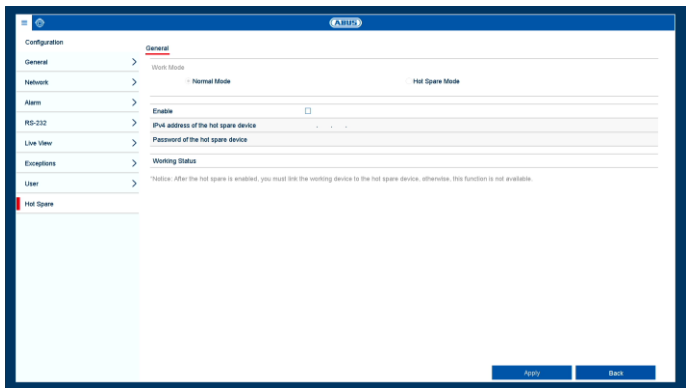 ABUS
Configuration
General
Network
Alarm
RS-232
Live View
Exceptions
User
Hot Spare
General
Work Mode
Normal Mode
Hot Spare Mode
Enable
IPv4 address of the hot spare device
. . .
Password of the hot spare device
Working Status
*Notice: After the hot spare is enabled, you must link the working device to the hot spare device, otherwise, this function is not available.
Apply
Back